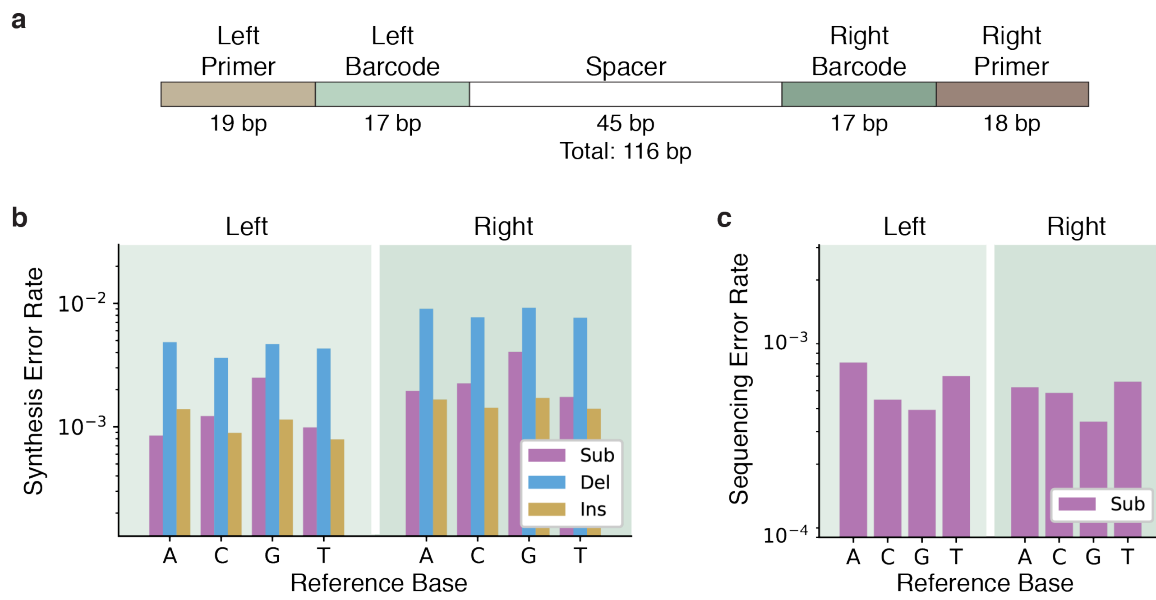 a
Left Primer
Left Barcode
Spacer
Right Barcode
Right Primer
19 bp
17 bp
45 bp
17 bp
18 bp
Total: 116 bp
b
Left
Right
Synthesis Error Rate
10⁻²
10⁻³
Sub
Del
Ins
A C G T
A C G T
Reference Base
c
Left
Right
Sequencing Error Rate
10⁻³
10⁻⁴
Sub
A C G T
A C G T
Reference Base